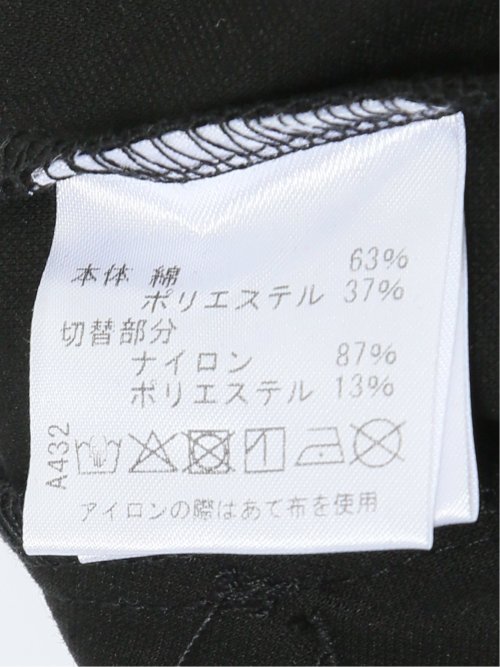 本体 綿 63%
ポリエステル 37%
切替部分
ナイロン 87%
ポリエステル 13%
A432
アイロンの際はあて布を使用